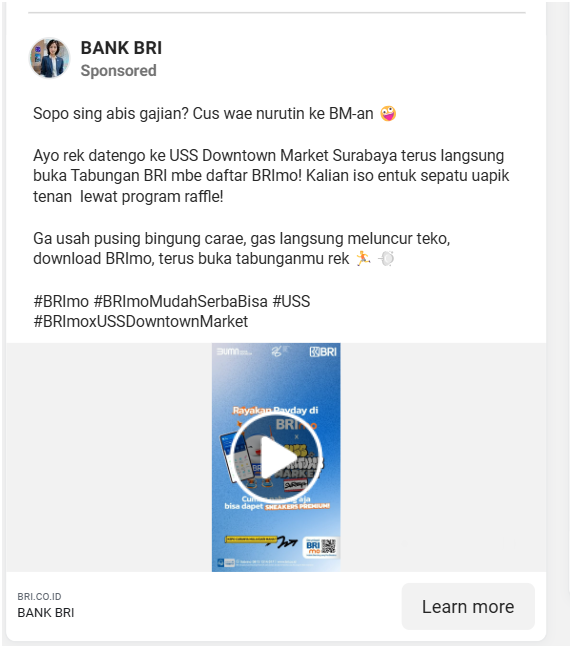 BANK BRI
Sponsored
Sopo sing abis gajian? Cus wae nurutin ke BM-an 🤪
Ayo rek datengo ke USS Downtown Market Surabaya terus langsung
buka Tabungan BRI mbe daftar BRImo! Kalian iso entuk sepatu uapik
tenan  lewat program raffle!
Ga usah pusing bingung carae, gas langsung meluncur teko,
download BRImo, terus buka tabunganmu rek 🏃 💨
#BRImo #BRImoMudahSerbaBisa #USS
#BRImoxUSSDowntownMarket
BUMN
BRI
Rayakan Payday di
BRI
x
MARKET
bisa dapet SNEAKERS PREMIUM!
BRI
mo
BRI.CO.ID
BANK BRI
Learn more